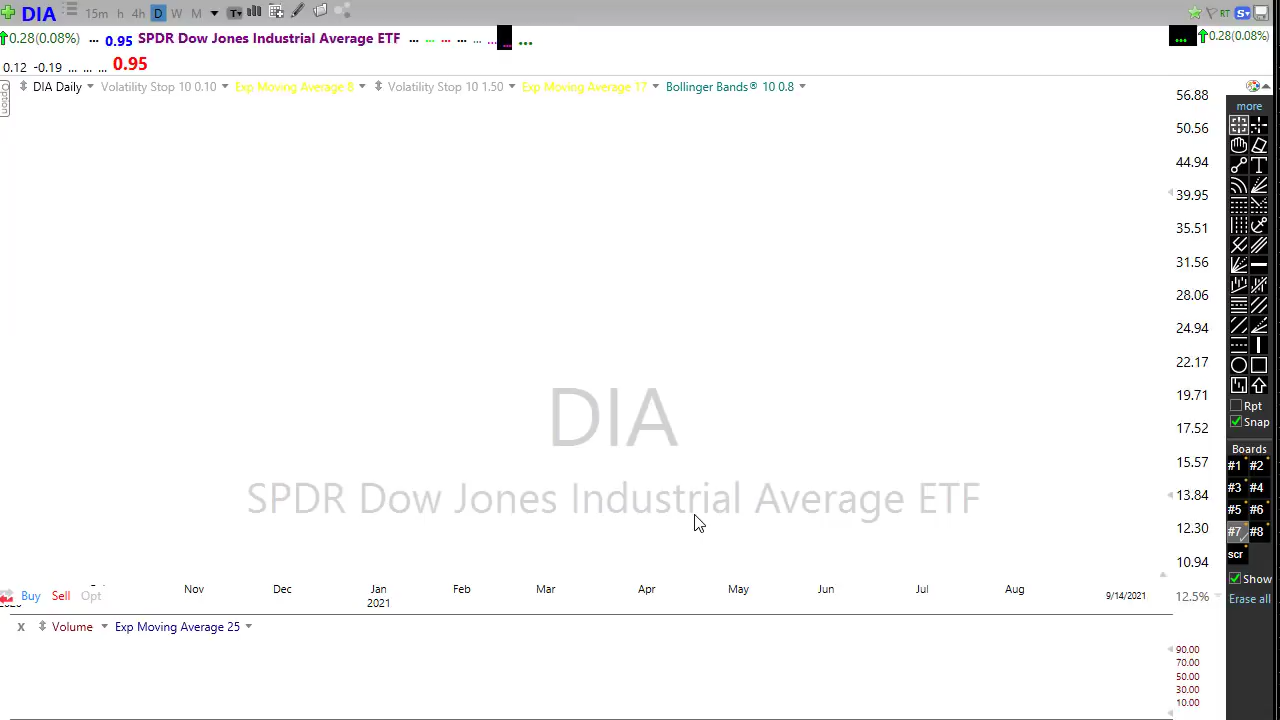 DIA 15m h 4h D W M T RT S
0.28(0.08%) ... 0.95 SPDR Dow Jones Industrial Average ETF ... ... ... ... ... ... ... ... ... 0.28(0.08%)
0.12 -0.19 ... ... ... 0.95
Option
DIA Daily Volatility Stop 10 0.10 Exp Moving Average 8 Volatility Stop 10 1.50 Exp Moving Average 17 Bollinger Bands® 10 0.8
56.88
50.56
44.94
39.95
35.51
31.56
28.06
24.94
22.17
19.71
17.52
15.57
13.84
12.30
10.94
12.5%
DIA
SPDR Dow Jones Industrial Average ETF
Nov Dec Jan Feb Mar Apr May Jun Jul Aug 9/14/2021
2021
Buy Sell Opt
x Volume Exp Moving Average 25
90.00
70.00
50.00
30.00
10.00
more
T
Rpt
Snap
Boards
#1 #2
#3 #4
#5 #6
#7 #8
scr
Show
Erase all